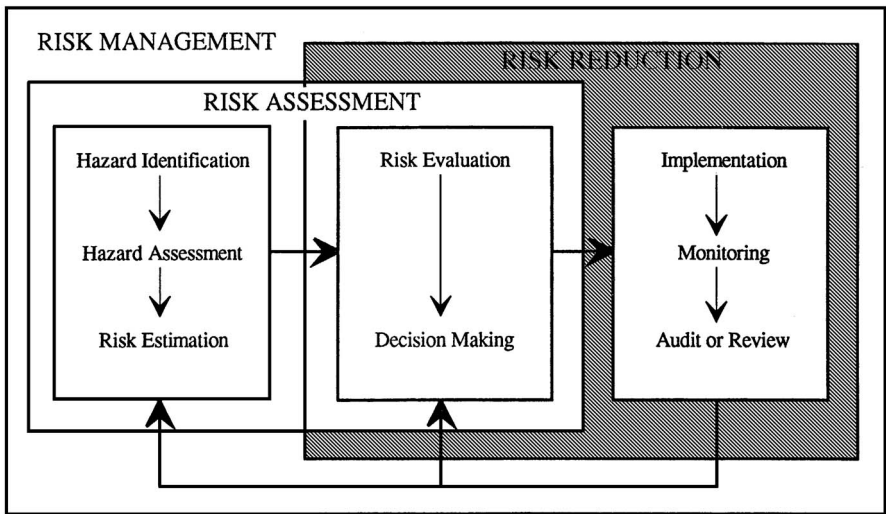 RISK MANAGEMENT
RISK REDUCTION
RISK ASSESSMENT
Hazard Identification
Hazard Assessment
Risk Estimation
Risk Evaluation
Decision Making
Implementation
Monitoring
Audit or Review